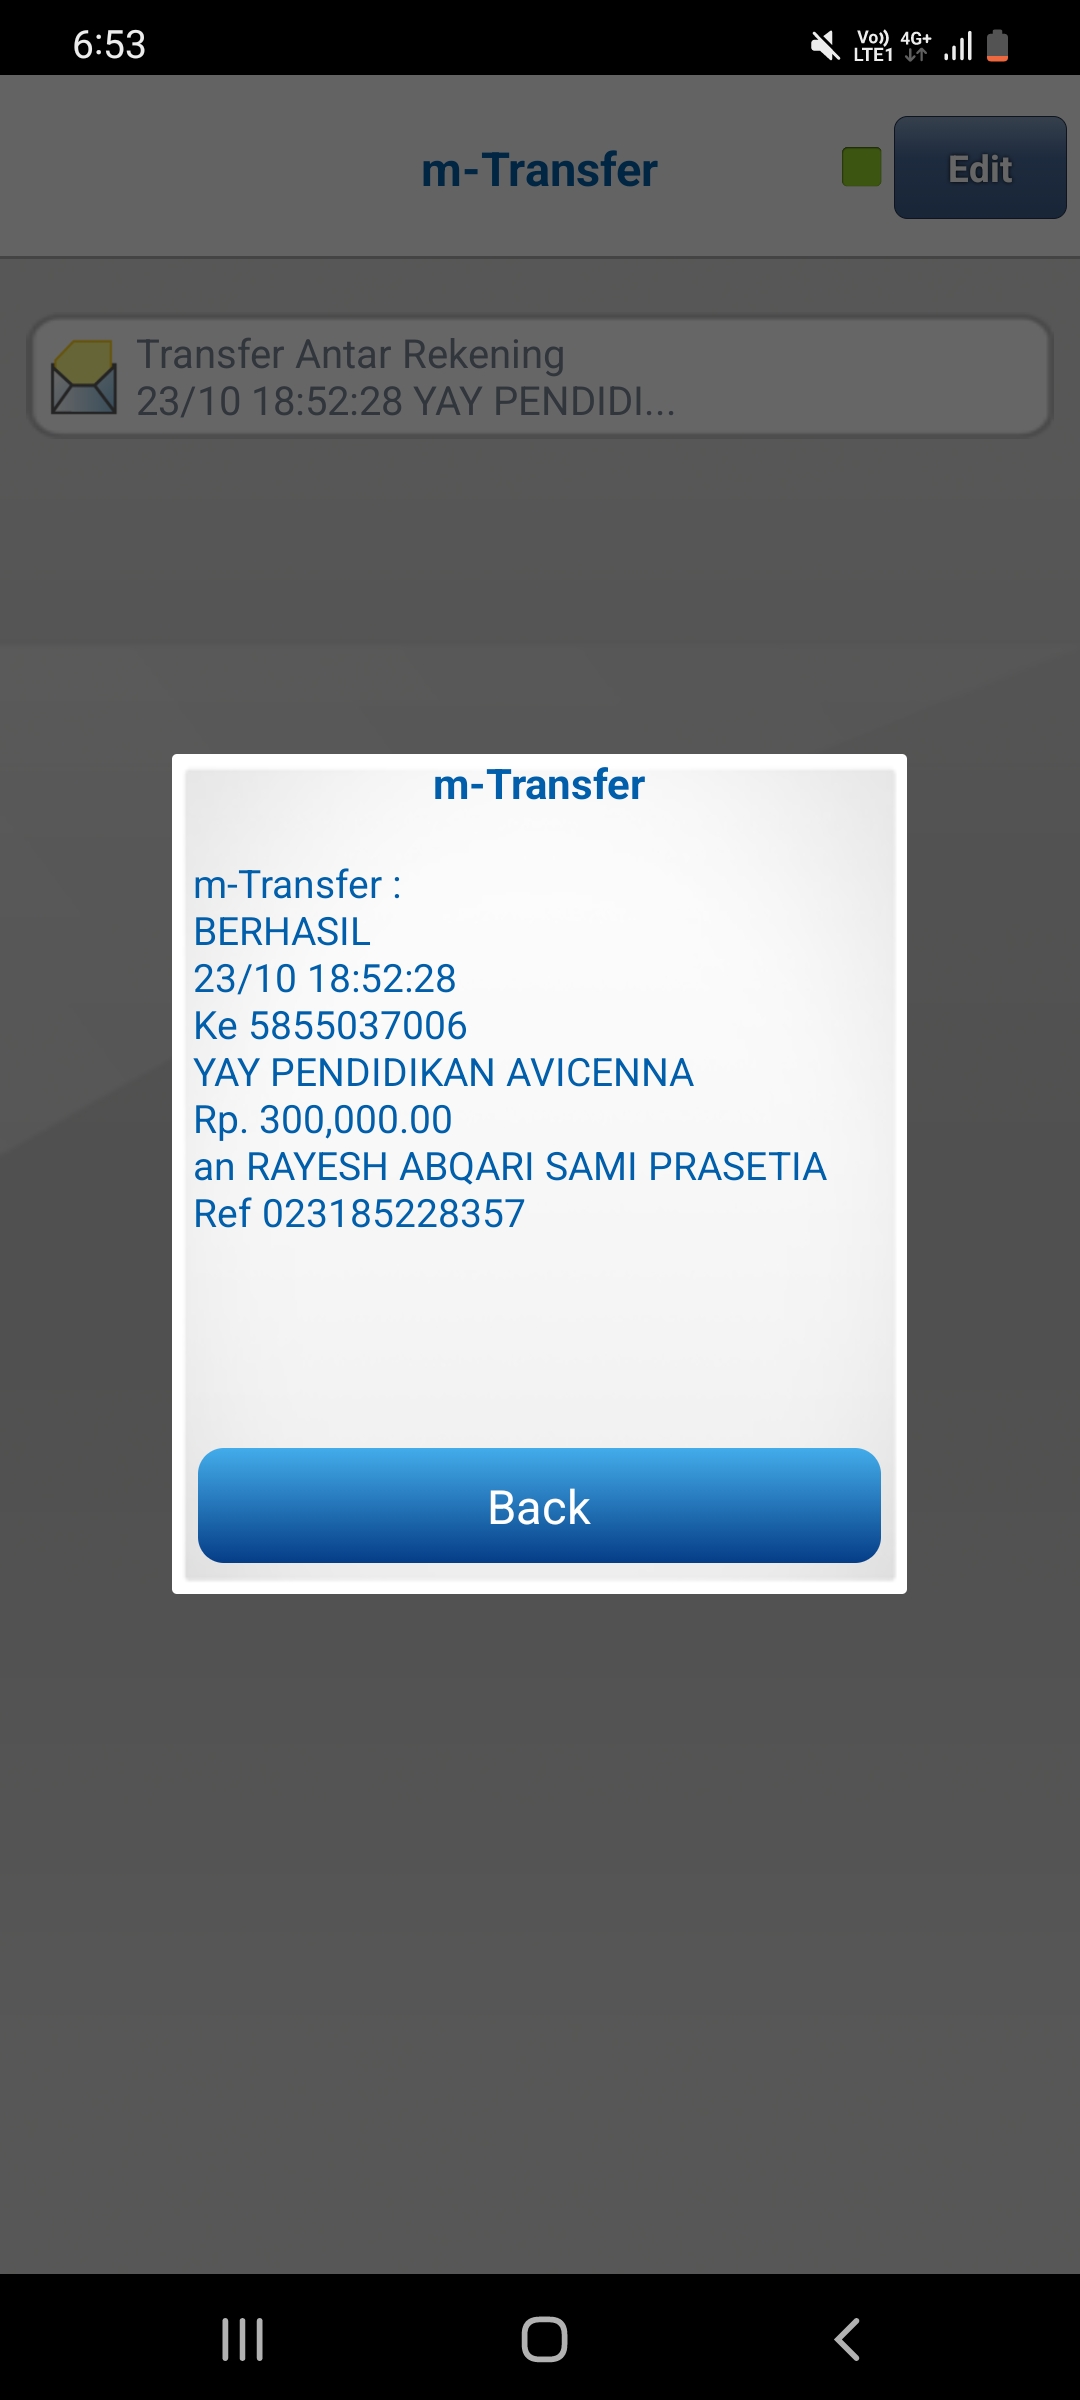 6:53
Vo)) LTE1 4G+
m-Transfer
Edit
Transfer Antar Rekening
23/10 18:52:28 YAY PENDIDI...
m-Transfer
m-Transfer :
BERHASIL
23/10 18:52:28
Ke 5855037006
YAY PENDIDIKAN AVICENNA
Rp. 300,000.00
an RAYESH ABQARI SAMI PRASETIA
Ref 023185228357
Back